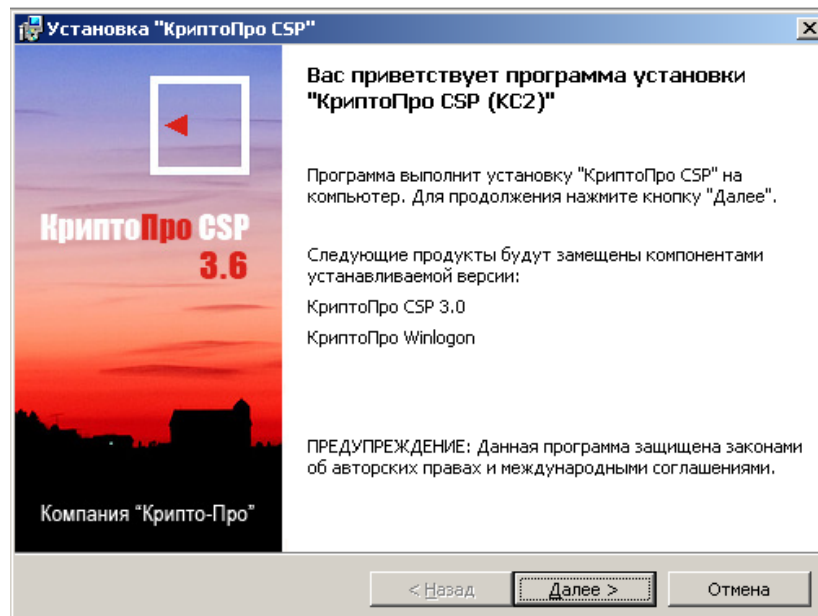 Установка "КриптоПро CSP"
Вас приветствует программа установки
"КриптоПро CSP (KC2)"
Программа выполнит установку "КриптоПро CSP" на
компьютер. Для продолжения нажмите кнопку "Далее".
КриптоПро CSP
3.6
Следующие продукты будут замещены компонентами
устанавливаемой версии:
КриптоПро CSP 3.0
КриптоПро Winlogon
ПРЕДУПРЕЖДЕНИЕ: Данная программа защищена законами
об авторских правах и международными соглашениями.
Компания "Крипто-Про"
< Назад
Далее >
Отмена